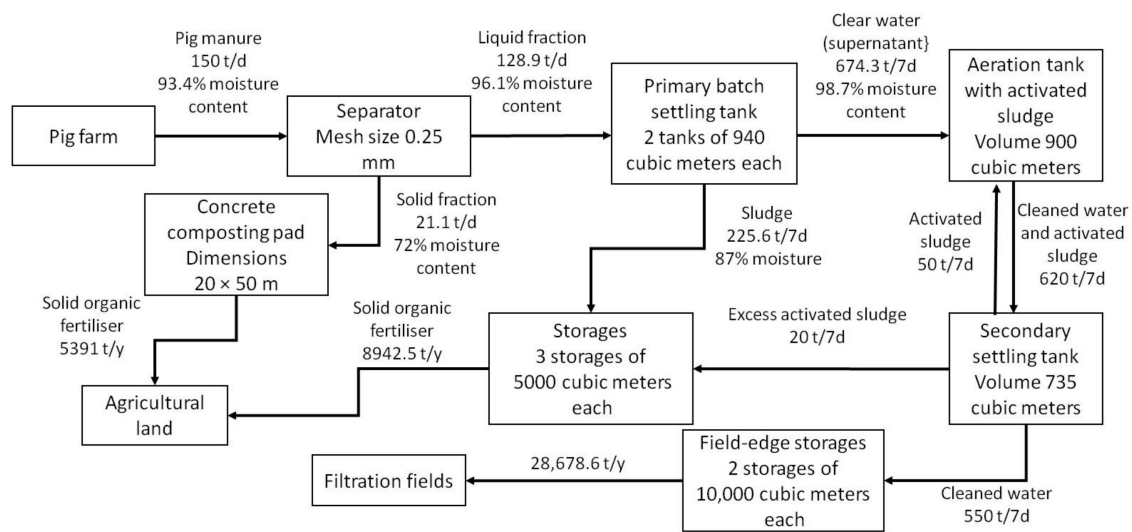 Pig manure
150 t/d
93.4% moisture
content
Liquid fraction
128.9 t/d
96.1% moisture
content
Clear water
(supernatant}
674.3 t/7d
98.7% moisture
content
Pig farm
Separator
Mesh size 0.25
mm
Primary batch
settling tank
2 tanks of 940
cubic meters each
Aeration tank
with activated
sludge
Volume 900
cubic meters
Solid fraction
21.1 t/d
72% moisture
content
Concrete
composting pad
Dimensions
20 × 50 m
Sludge
225.6 t/7d
87% moisture
Activated
sludge
50 t/7d
Cleaned water
and activated
sludge
620 t/7d
Solid organic
fertiliser
5391 t/y
Solid organic
fertiliser
8942.5 t/y
Storages
3 storages of
5000 cubic meters
each
Excess activated sludge
20 t/7d
Secondary
settling tank
Volume 735
cubic meters
Agricultural
land
Filtration fields
28,678.6 t/y
Field-edge storages
2 storages of
10,000 cubic meters
each
Cleaned water
550 t/7d